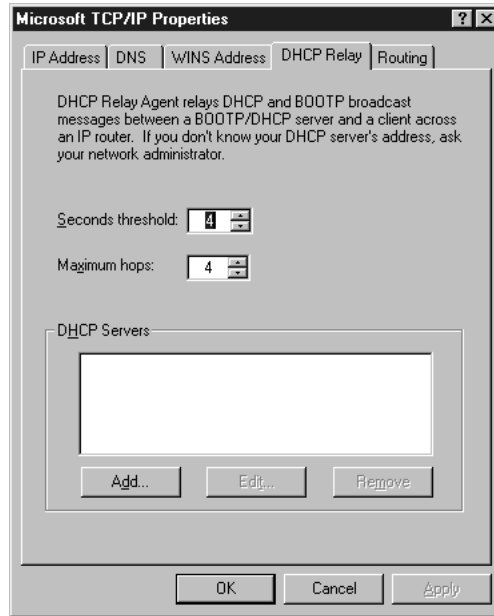 Microsoft TCP/IP Properties
IP Address DNS WINS Address DHCP Relay Routing
DHCP Relay Agent relays DHCP and BOOTP broadcast
messages between a BOOTP/DHCP server and a client across
an IP router. If you don't know your DHCP server's address, ask
your network administrator.
Seconds threshold: 4
Maximum hops: 4
DHCP Servers
Add... Edit... Remove
OK Cancel Apply